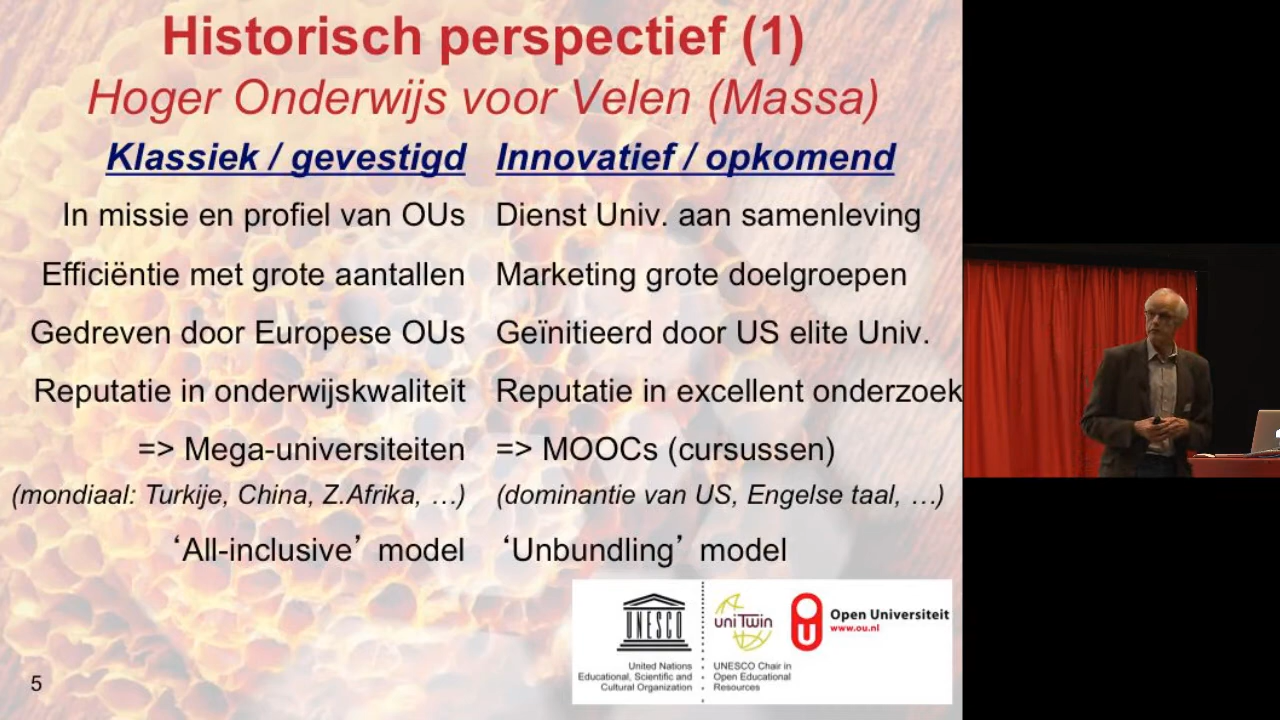 Historisch perspectief (1)
Hoger Onderwijs voor Velen (Massa)
Klassiek / gevestigd Innovatief / opkomend
In missie en profiel van OUs Dienst Univ. aan samenleving
Efficiëntie met grote aantallen Marketing grote doelgroepen
Gedreven door Europese OUs Geïnitieerd door US elite Univ.
Reputatie in onderwijskwaliteit Reputatie in excellent onderzoek
=> Mega-universiteiten => MOOCs (cursussen)
(mondiaal: Turkije, China, Z.Afrika, …) (dominantie van US, Engelse taal, …)
‘All-inclusive’ model ‘Unbundling’ model
UNESCO
uniTwin
Open Universiteit
www.ou.nl
United Nations
Educational, Scientific and
Cultural Organization
UNESCO Chair in
Open Educational
Resources
5